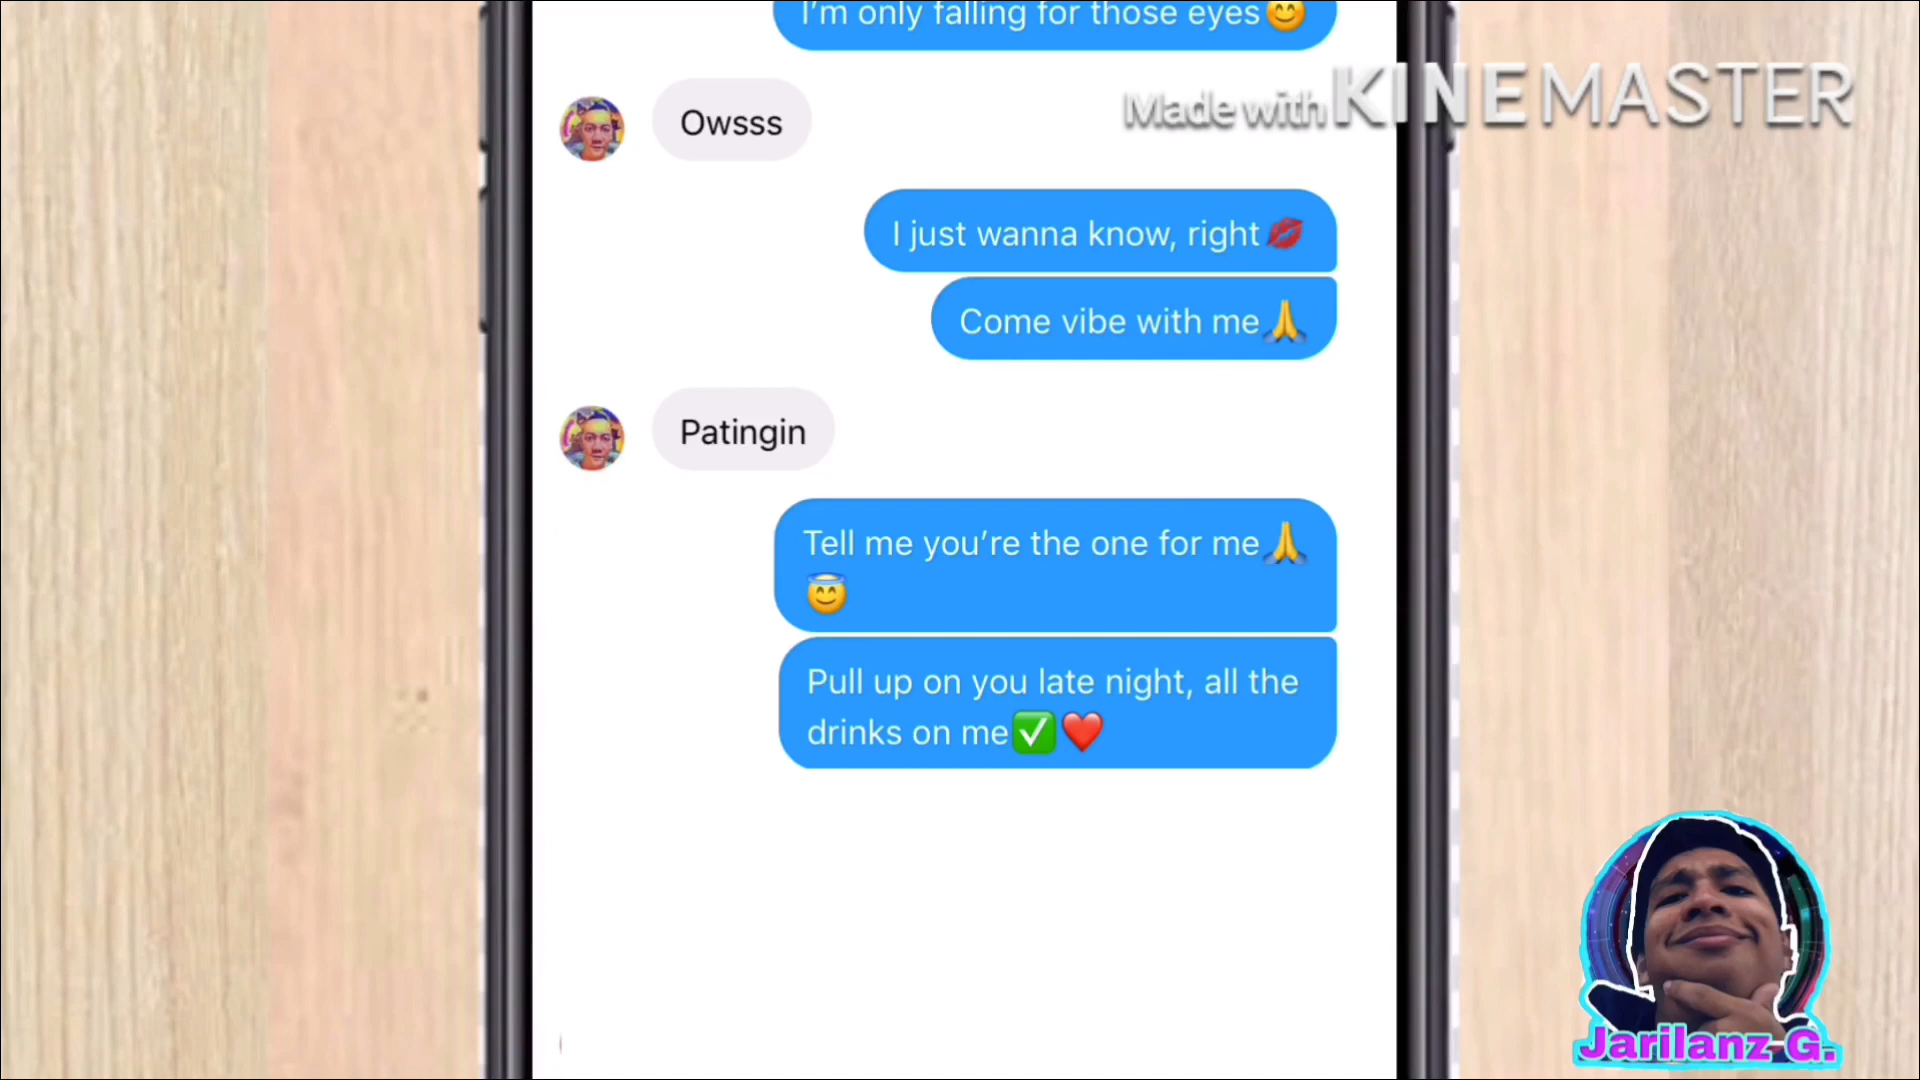 I'm only falling for those eyes😊
Made with KINEMASTER
Owsss
I just wanna know, right💋
Come vibe with me🙏
Patingin
Tell me you're the one for me🙏
😇
Pull up on you late night, all the
drinks on me✅❤️
Jarilanz G.